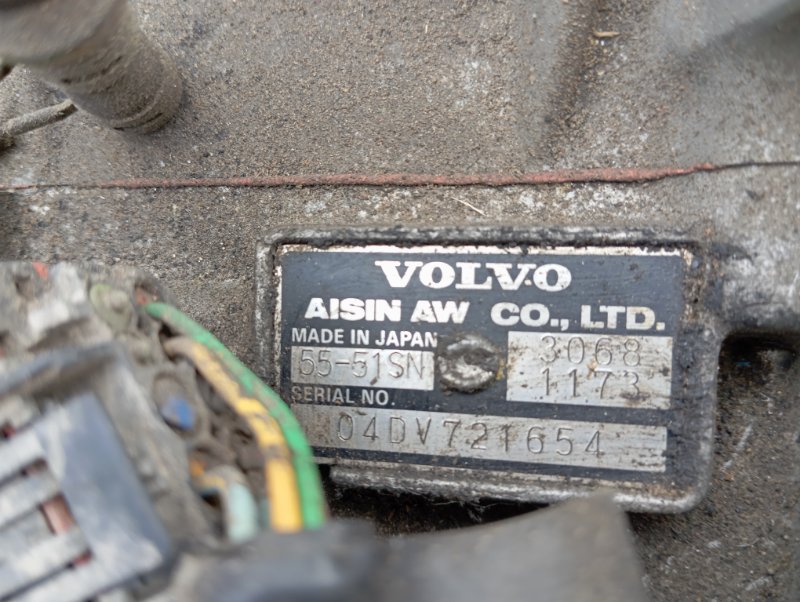 VOLVO
AISIN AW CO., LTD.
MADE IN JAPAN
55-51SN 3068
1173
SERIAL NO.
04DV721654